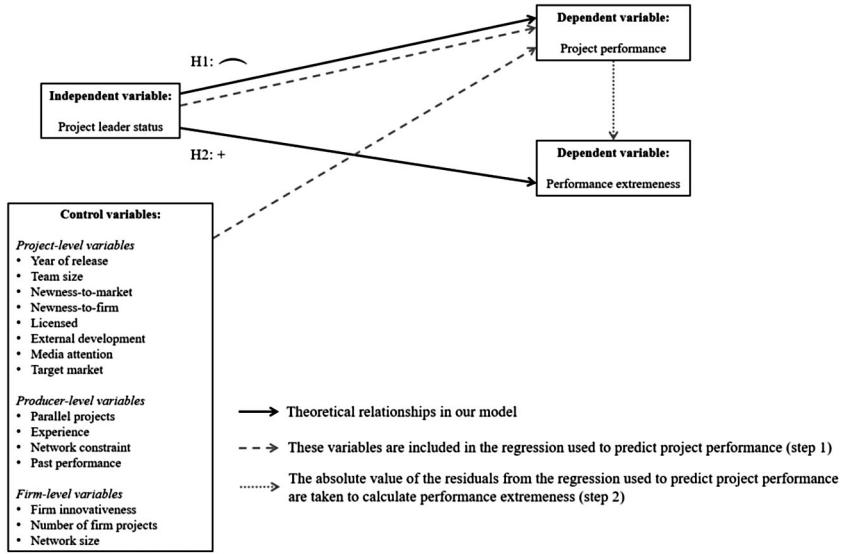 Dependent variable:
Project performance
H1:
Independent variable:
Project leader status
H2: +
Dependent variable:
Performance extremeness
Control variables:
Project-level variables
• Year of release
• Team size
• Newness-to-market
• Newness-to-firm
• Licensed
• External development
• Media attention
• Target market
Producer-level variables
• Parallel projects
• Experience
• Network constraint
• Past performance
Firm-level variables
• Firm innovativeness
• Number of firm projects
• Network size
Theoretical relationships in our model
These variables are included in the regression used to predict project performance (step 1)
The absolute value of the residuals from the regression used to predict project performance
are taken to calculate performance extremeness (step 2)